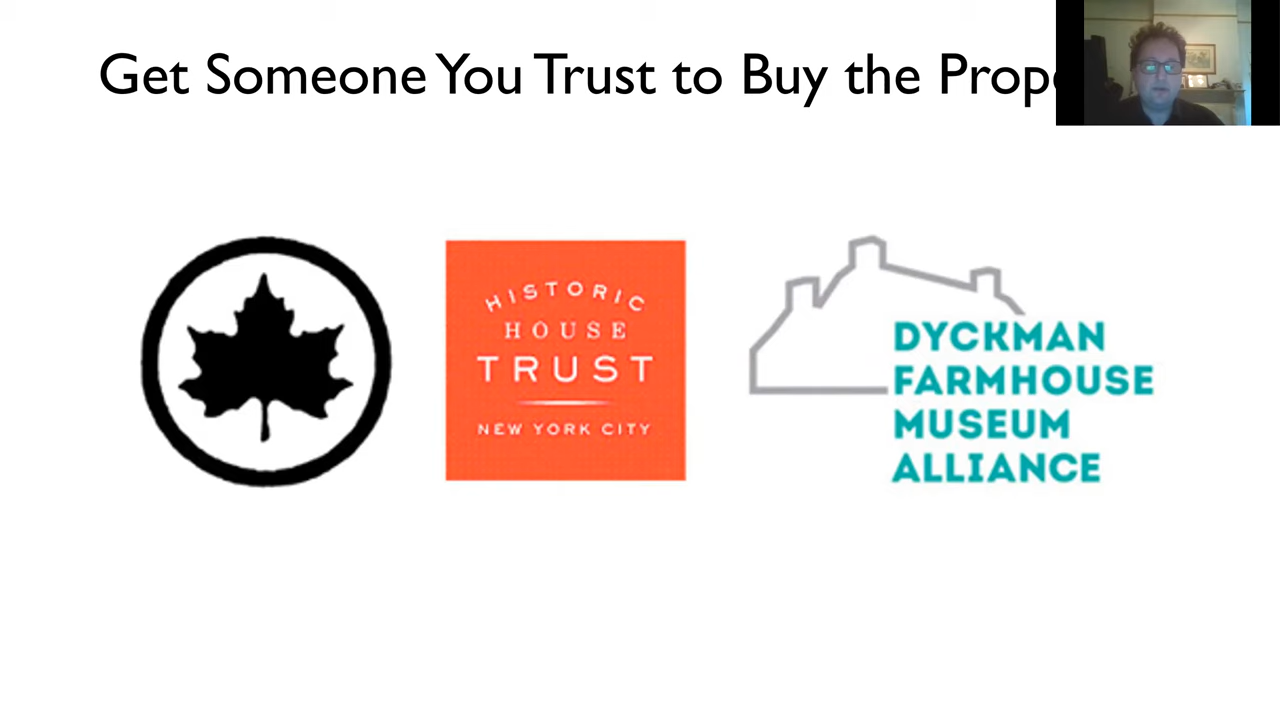 Get Someone You Trust to Buy the Prope
HISTORIC
HOUSE
TRUST
NEW YORK CITY
DYCKMAN
FARMHOUSE
MUSEUM
ALLIANCE